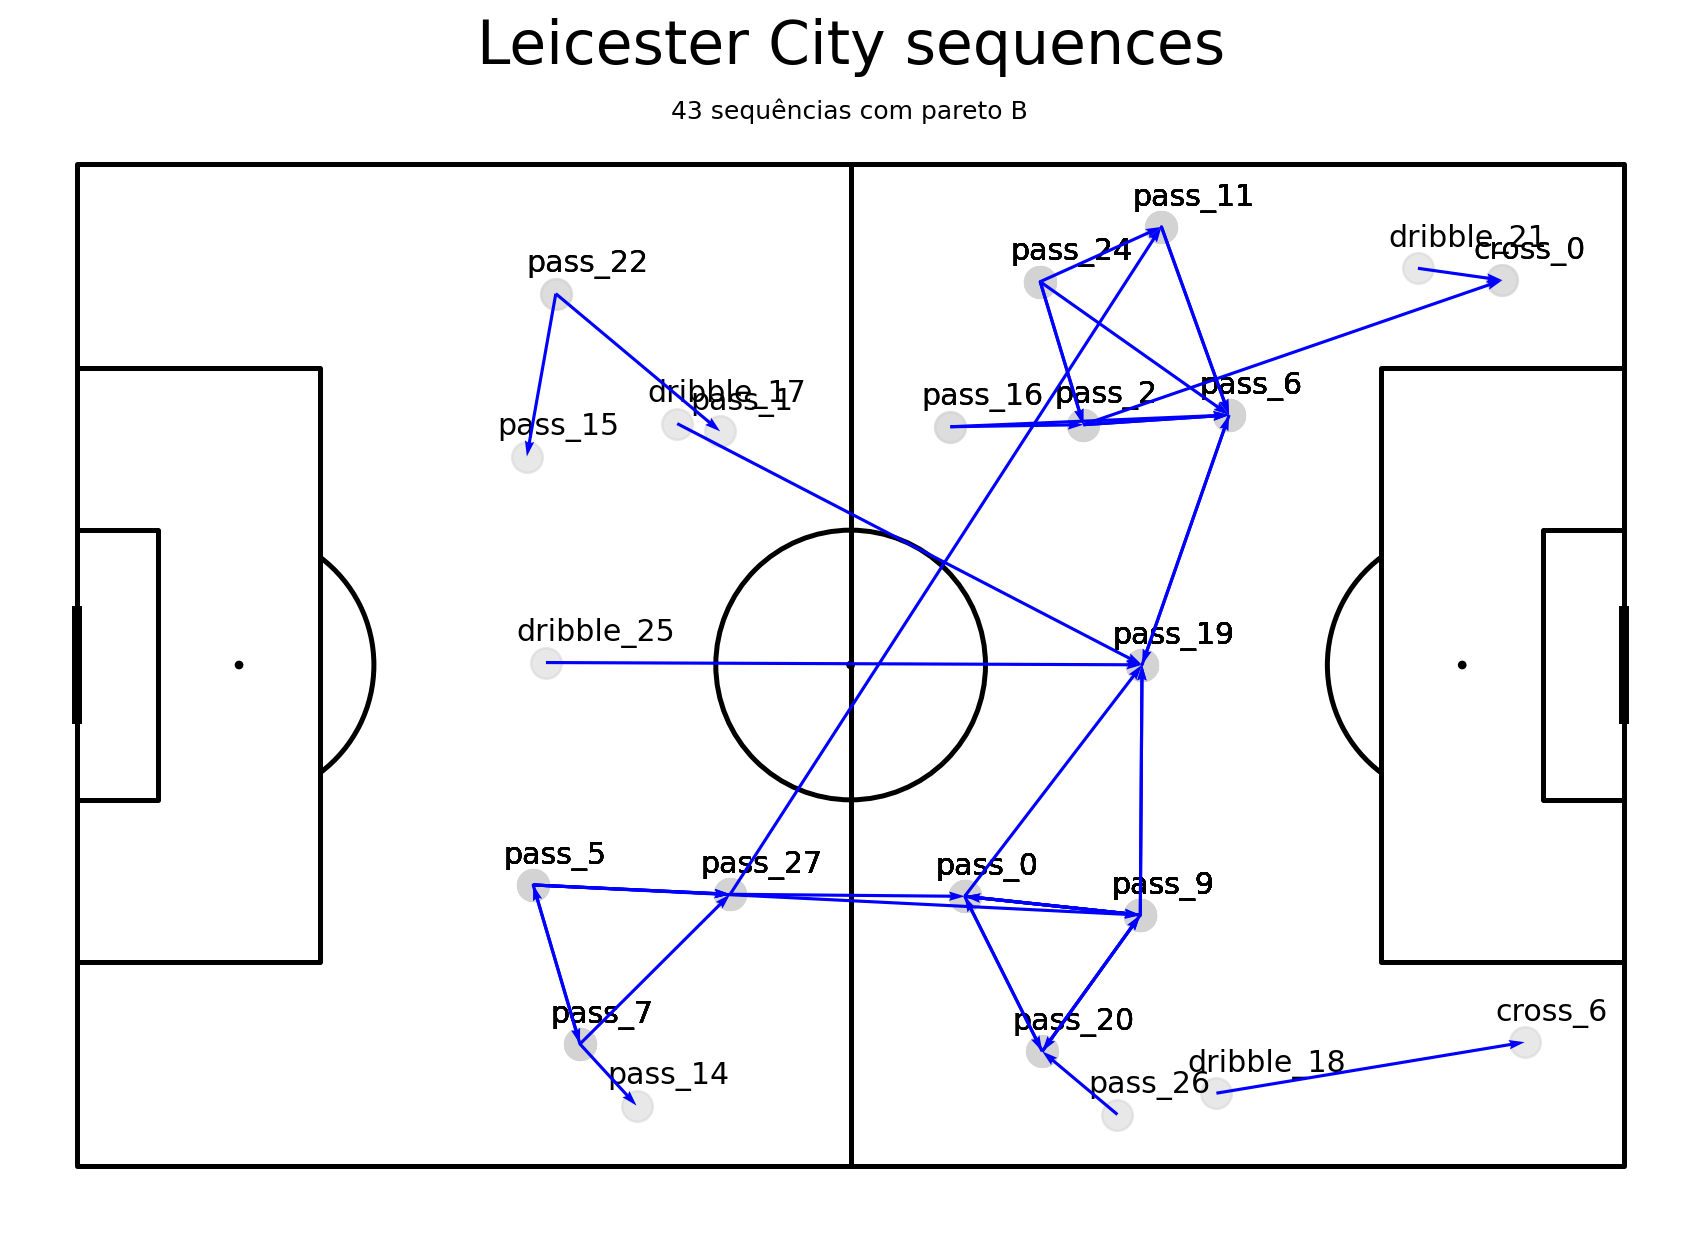 Leicester City sequences
43 sequências com pareto B
pass_11
dribble_21
cross_0
pass_24
pass_22
pass_6
dribble_17
pass_1
pass_16
pass_2
pass_15
dribble_25
pass_19
pass_5
pass_27
pass_0
pass_9
pass_7
pass_20
cross_6
dribble_18
pass_14
pass_26